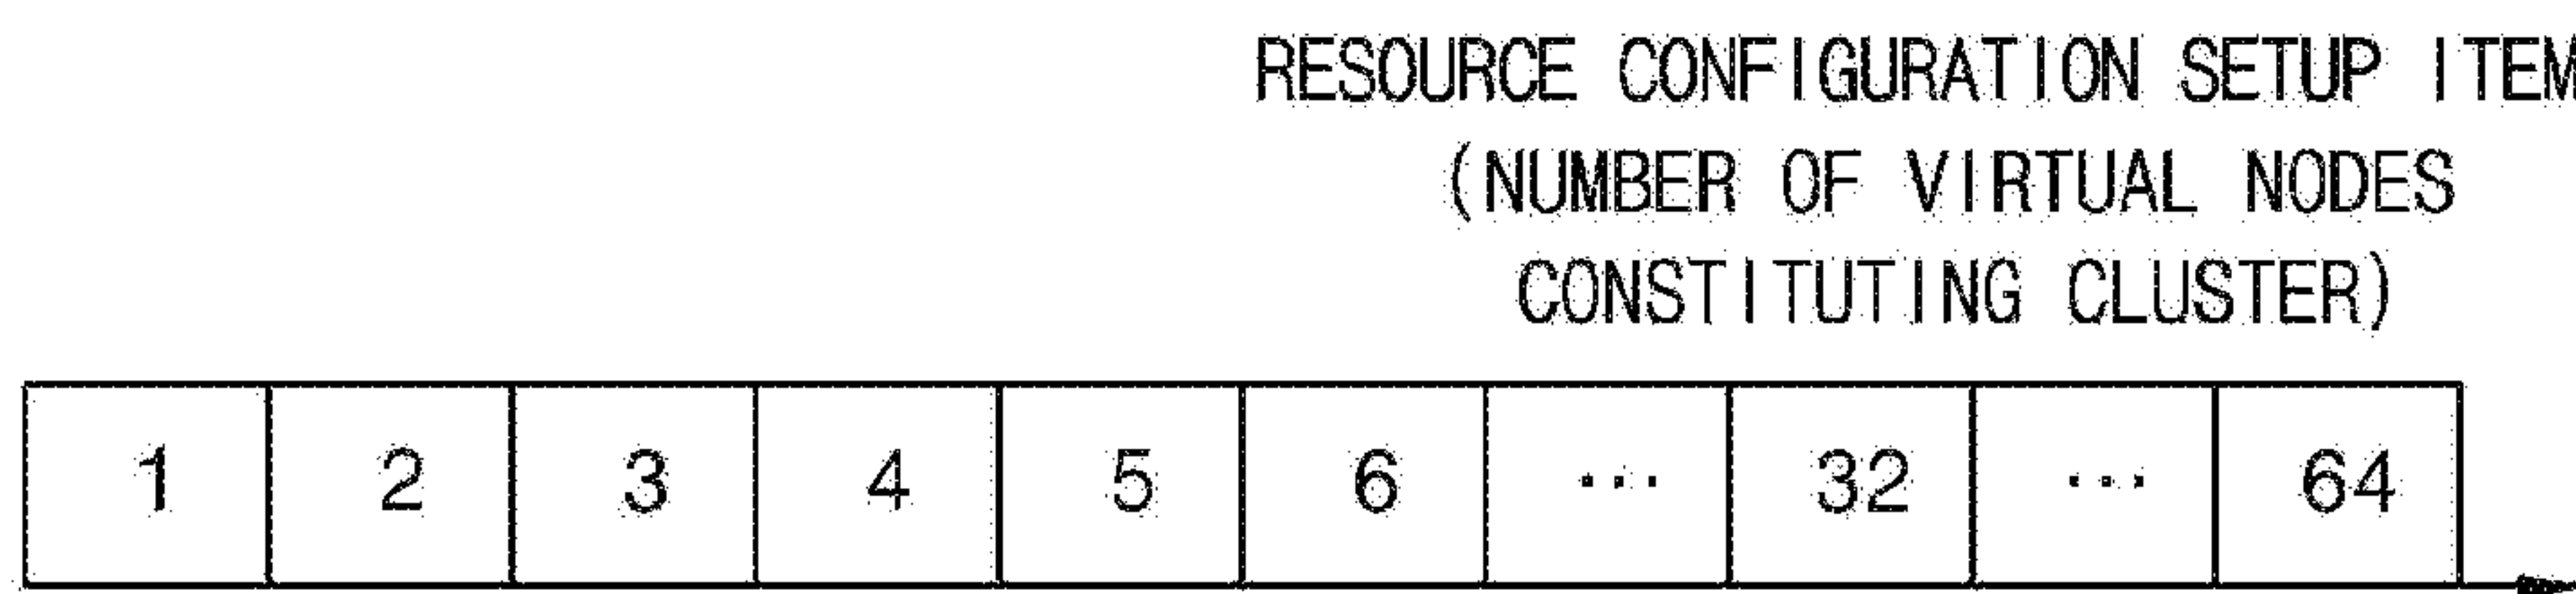 RESOURCE CONFIGURATION SETUP ITEM
(NUMBER OF VIRTUAL NODES
CONSTITUTING CLUSTER)
1 2 3 4 5 6 ... 32 ... 64